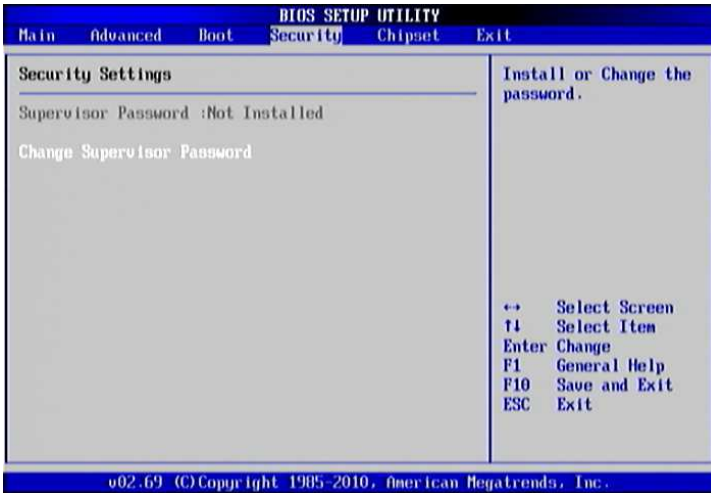 BIOS SETUP UTILITY
Main Advanced Boot Security Chipset Exit
Security Settings
Supervisor Password :Not Installed
Change Supervisor Password
Install or Change the
password.
↔ Select Screen
↑↓ Select Item
Enter Change
F1 General Help
F10 Save and Exit
ESC Exit
v02.69 (C)Copyright 1985-2010, American Megatrends, Inc.